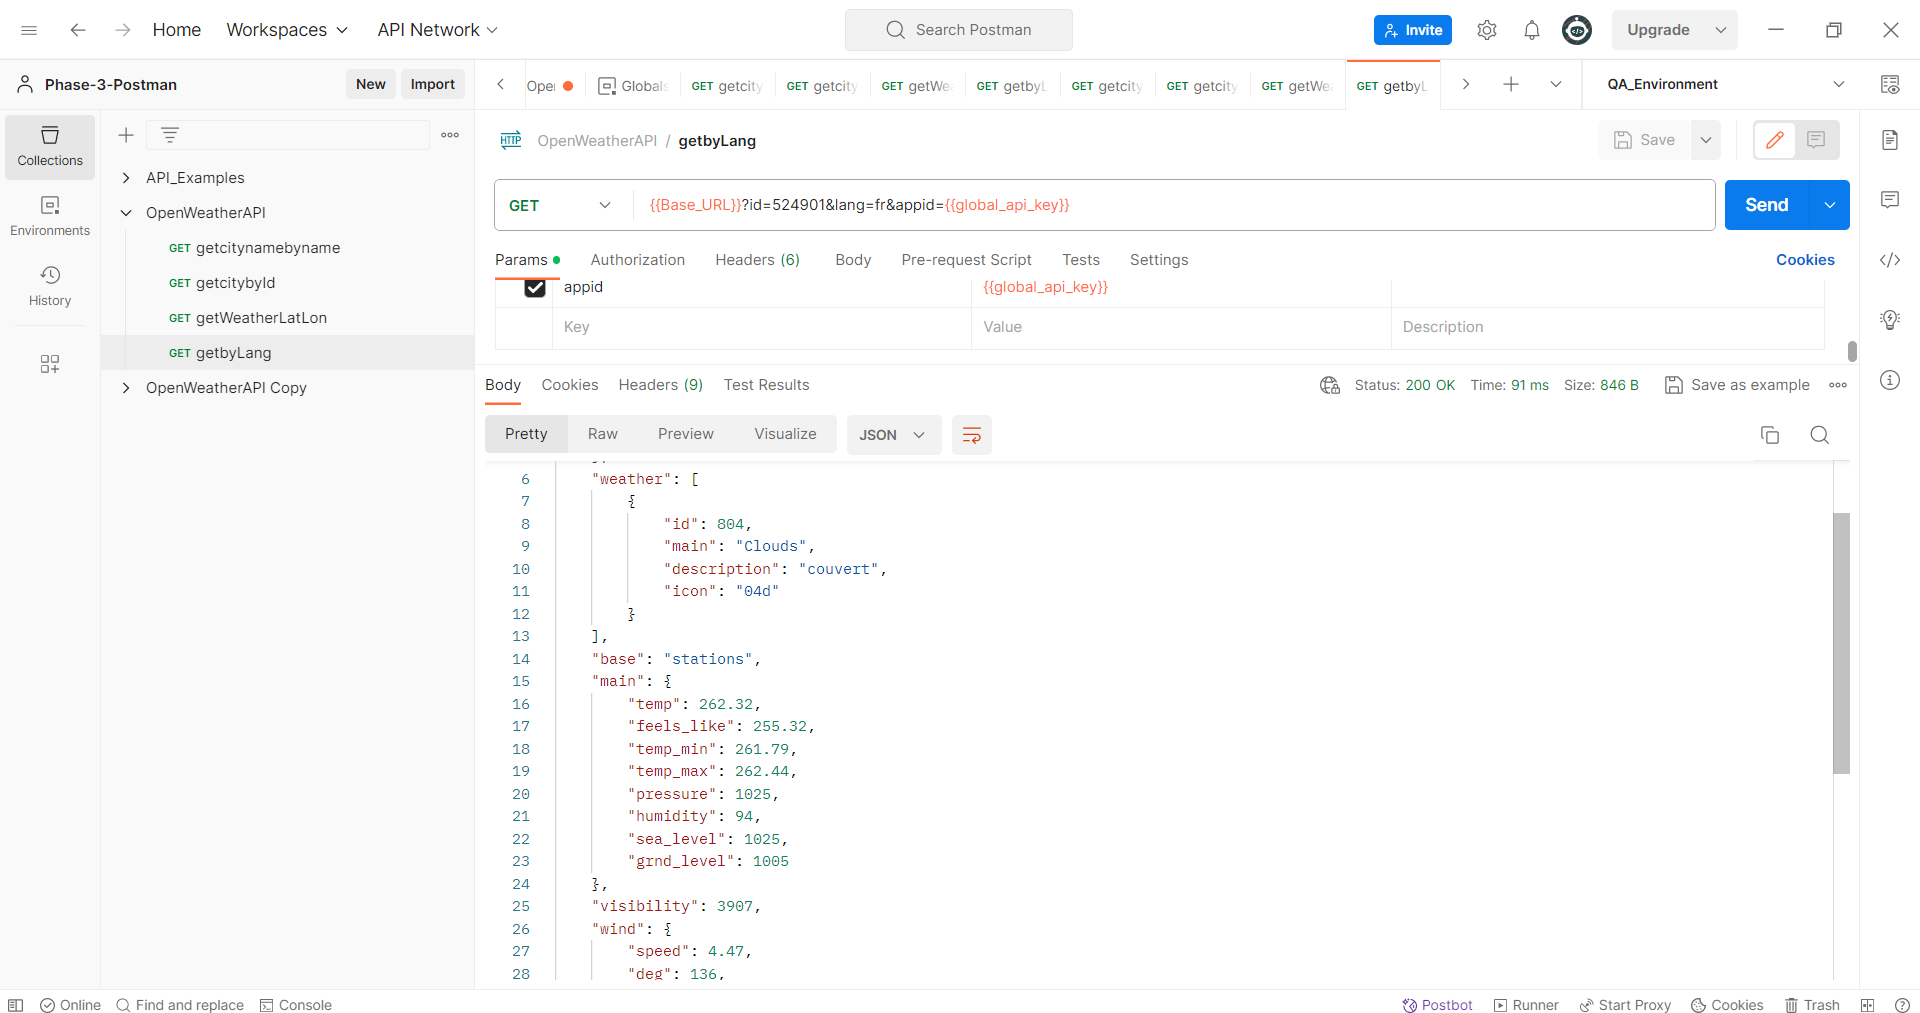 Home Workspaces API Network Search Postman Invite Upgrade
Phase-3-Postman New Import
Oper Globals GET getcity GET getcity GET getWea GET getbyL GET getcity GET getcity GET getWea GET getbyL QA_Environment
Collections
Environments
History
API_Examples
OpenWeatherAPI
GET getcitynamebyname
GET getcitybyId
GET getWeatherLatLon
GET getbyLang
OpenWeatherAPI Copy
HTTP OpenWeatherAPI / getbyLang Save
GET {{Base_URL}}?id=524901&lang=fr&appid={{global_api_key}} Send
Params Authorization Headers (6) Body Pre-request Script Tests Settings Cookies
appid {{global_api_key}}
Key Value Description
Body Cookies Headers (9) Test Results Status: 200 OK Time: 91 ms Size: 846 B Save as example
Pretty Raw Preview Visualize JSON
6 "weather": [
7 {
8 "id": 804,
9 "main": "Clouds",
10 "description": "couvert",
11 "icon": "04d"
12 }
13 ],
14 "base": "stations",
15 "main": {
16 "temp": 262.32,
17 "feels_like": 255.32,
18 "temp_min": 261.79,
19 "temp_max": 262.44,
20 "pressure": 1025,
21 "humidity": 94,
22 "sea_level": 1025,
23 "grnd_level": 1005
24 },
25 "visibility": 3907,
26 "wind": {
27 "speed": 4.47,
28 "deg": 136,
Online Find and replace Console Postbot Runner Start Proxy Cookies Trash